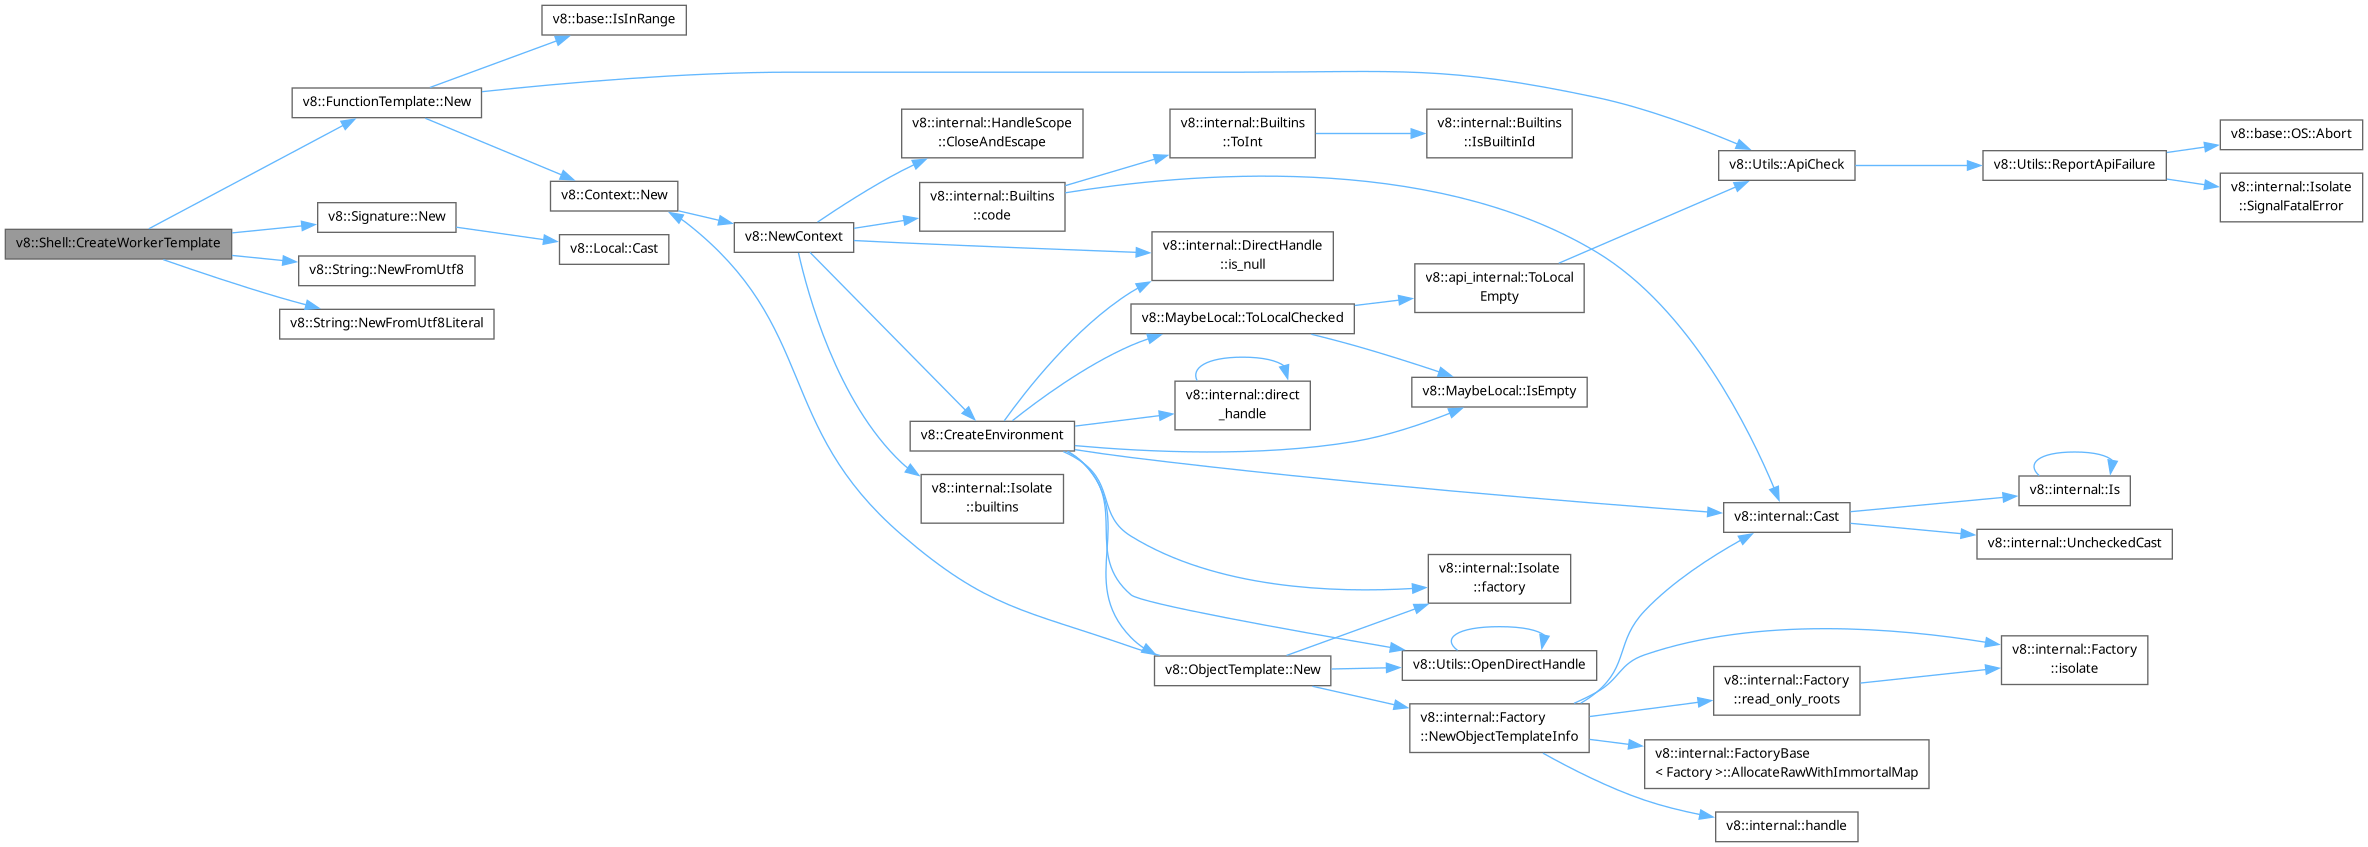 v8::Shell::CreateWorkerTemplate
v8::FunctionTemplate::New
v8::Signature::New
v8::String::NewFromUtf8
v8::String::NewFromUtf8Literal
v8::base::IsInRange
v8::Context::New
v8::Local::Cast
v8::NewContext
v8::internal::HandleScope
::CloseAndEscape
v8::internal::Builtins
::code
v8::CreateEnvironment
v8::internal::Isolate
::builtins
v8::internal::Builtins
::ToInt
v8::internal::DirectHandle
::is_null
v8::MaybeLocal::ToLocalChecked
v8::internal::direct
_handle
v8::ObjectTemplate::New
v8::internal::Builtins
::IsBuiltinId
v8::api_internal::ToLocal
Empty
v8::MaybeLocal::IsEmpty
v8::internal::Isolate
::factory
v8::Utils::OpenDirectHandle
v8::internal::Factory
::NewObjectTemplateInfo
v8::Utils::ApiCheck
v8::internal::Cast
v8::internal::Factory
::read_only_roots
v8::internal::FactoryBase
< Factory >::AllocateRawWithImmortalMap
v8::internal::handle
v8::Utils::ReportApiFailure
v8::internal::Is
v8::internal::UncheckedCast
v8::internal::Factory
::isolate
v8::base::OS::Abort
v8::internal::Isolate
::SignalFatalError